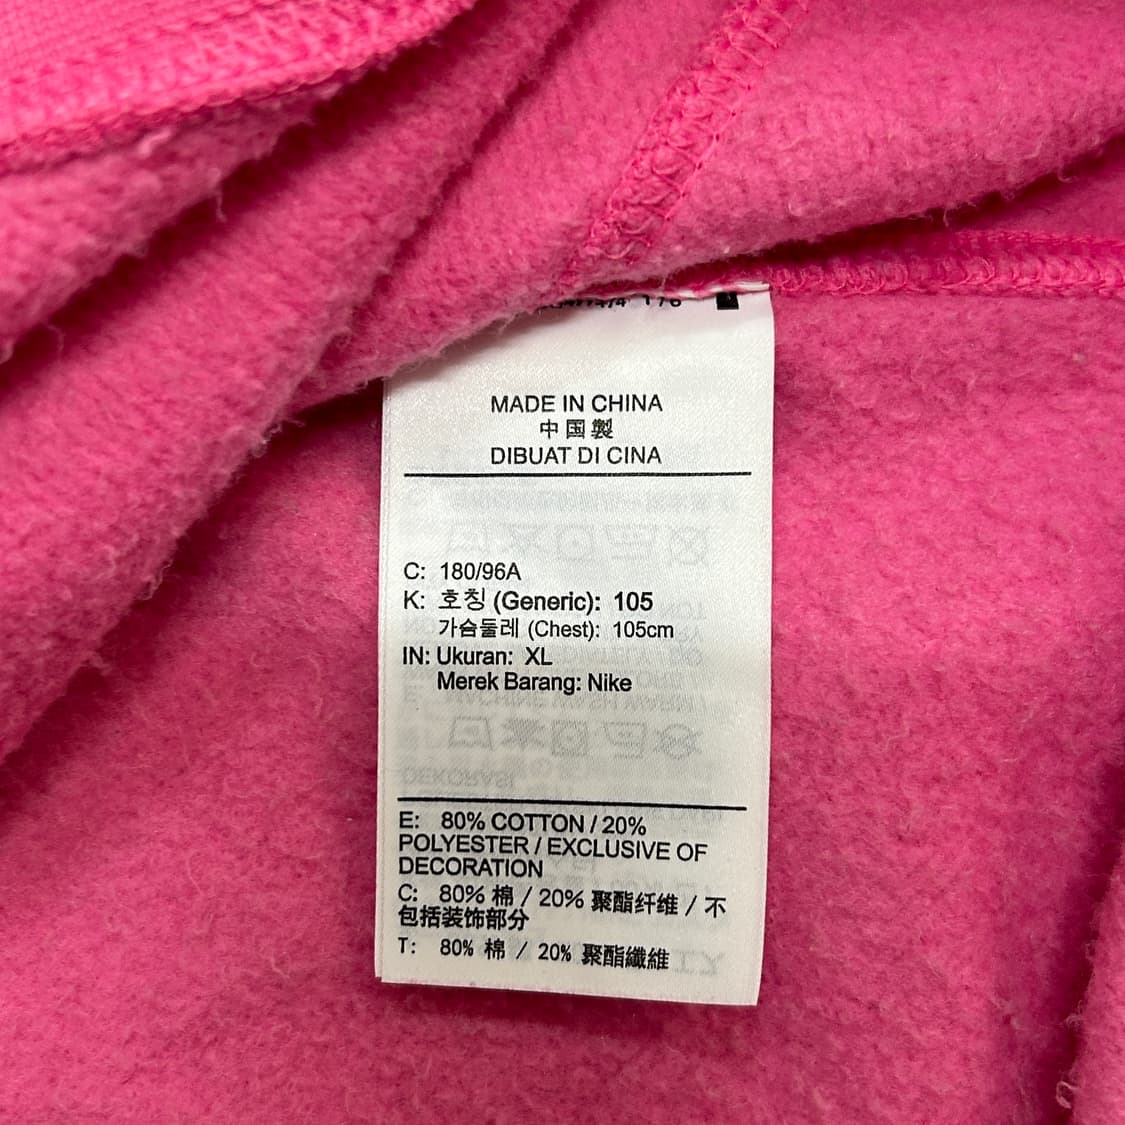 MADE IN CHINA
中国製
DIBUAT DI CINA
C: 180/96A
K: 호칭 (Generic): 105
가슴둘레 (Chest): 105cm
IN: Ukuran: XL
Merek Barang: Nike
E: 80% COTTON / 20%
POLYESTER / EXCLUSIVE OF
DECORATION
C: 80% 棉 / 20% 聚酯纤维 / 不
包括装饰部分
T: 80% 棉 / 20% 聚酯纖維